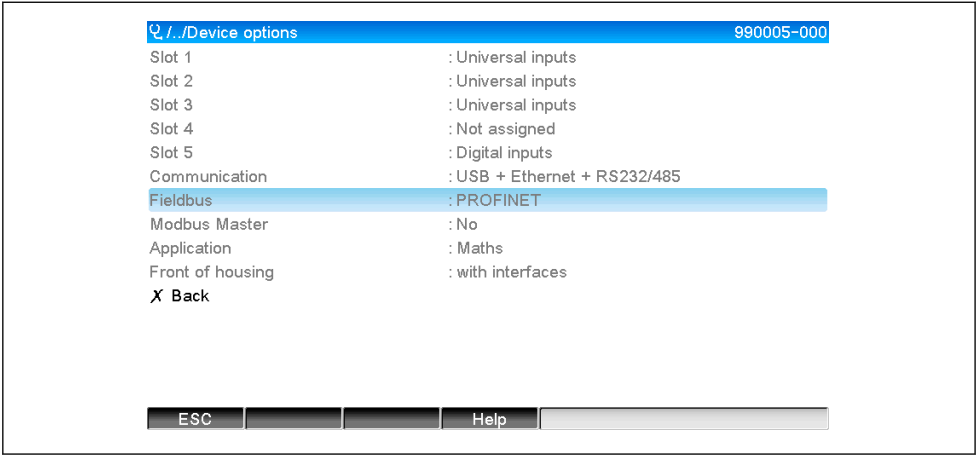 /../Device options 990005-000
Slot 1 : Universal inputs
Slot 2 : Universal inputs
Slot 3 : Universal inputs
Slot 4 : Not assigned
Slot 5 : Digital inputs
Communication : USB + Ethernet + RS232/485
Fieldbus : PROFINET
Modbus Master : No
Application : Maths
Front of housing : with interfaces
X Back
ESC Help